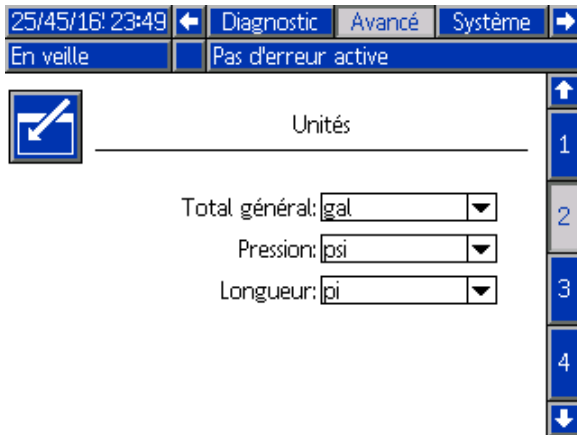 25/45/16' 23:49 Diagnostic Avancé Système
En veille Pas d'erreur active
Unités
1
Total général: gal
2
Pression: psi
Longueur: pi
3
4